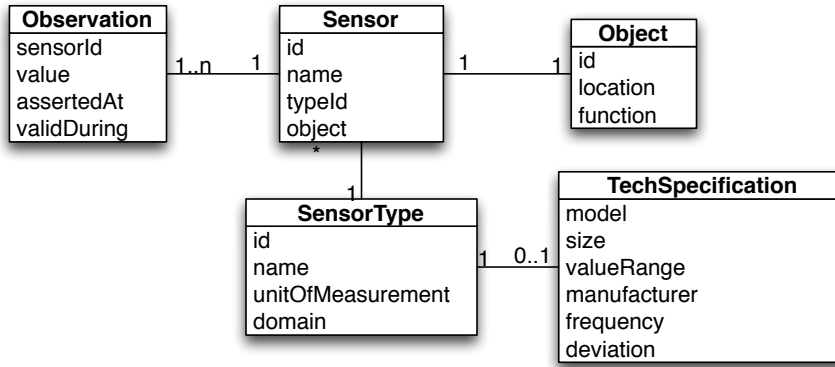 Observation
sensorId
value
assertedAt
validDuring
1..n
1
Sensor
id
name
typeId
object
1
1
Object
id
location
function
*
1
SensorType
id
name
unitOfMeasurement
domain
1
0..1
TechSpecification
model
size
valueRange
manufacturer
frequency
deviation